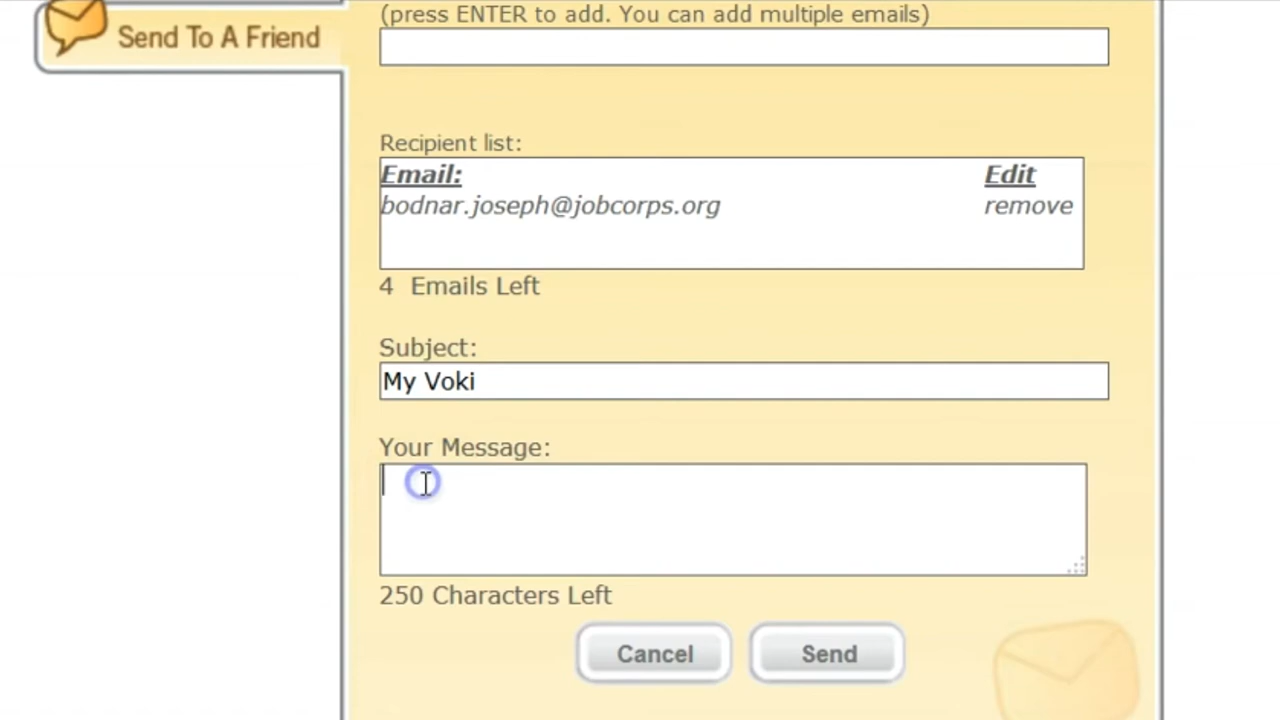 (press ENTER to add. You can add multiple emails)
Send To A Friend
Recipient list:
Email: Edit
bodnar.joseph@jobcorps.org remove
4 Emails Left
Subject:
My Voki
Your Message:
250 Characters Left
Cancel Send